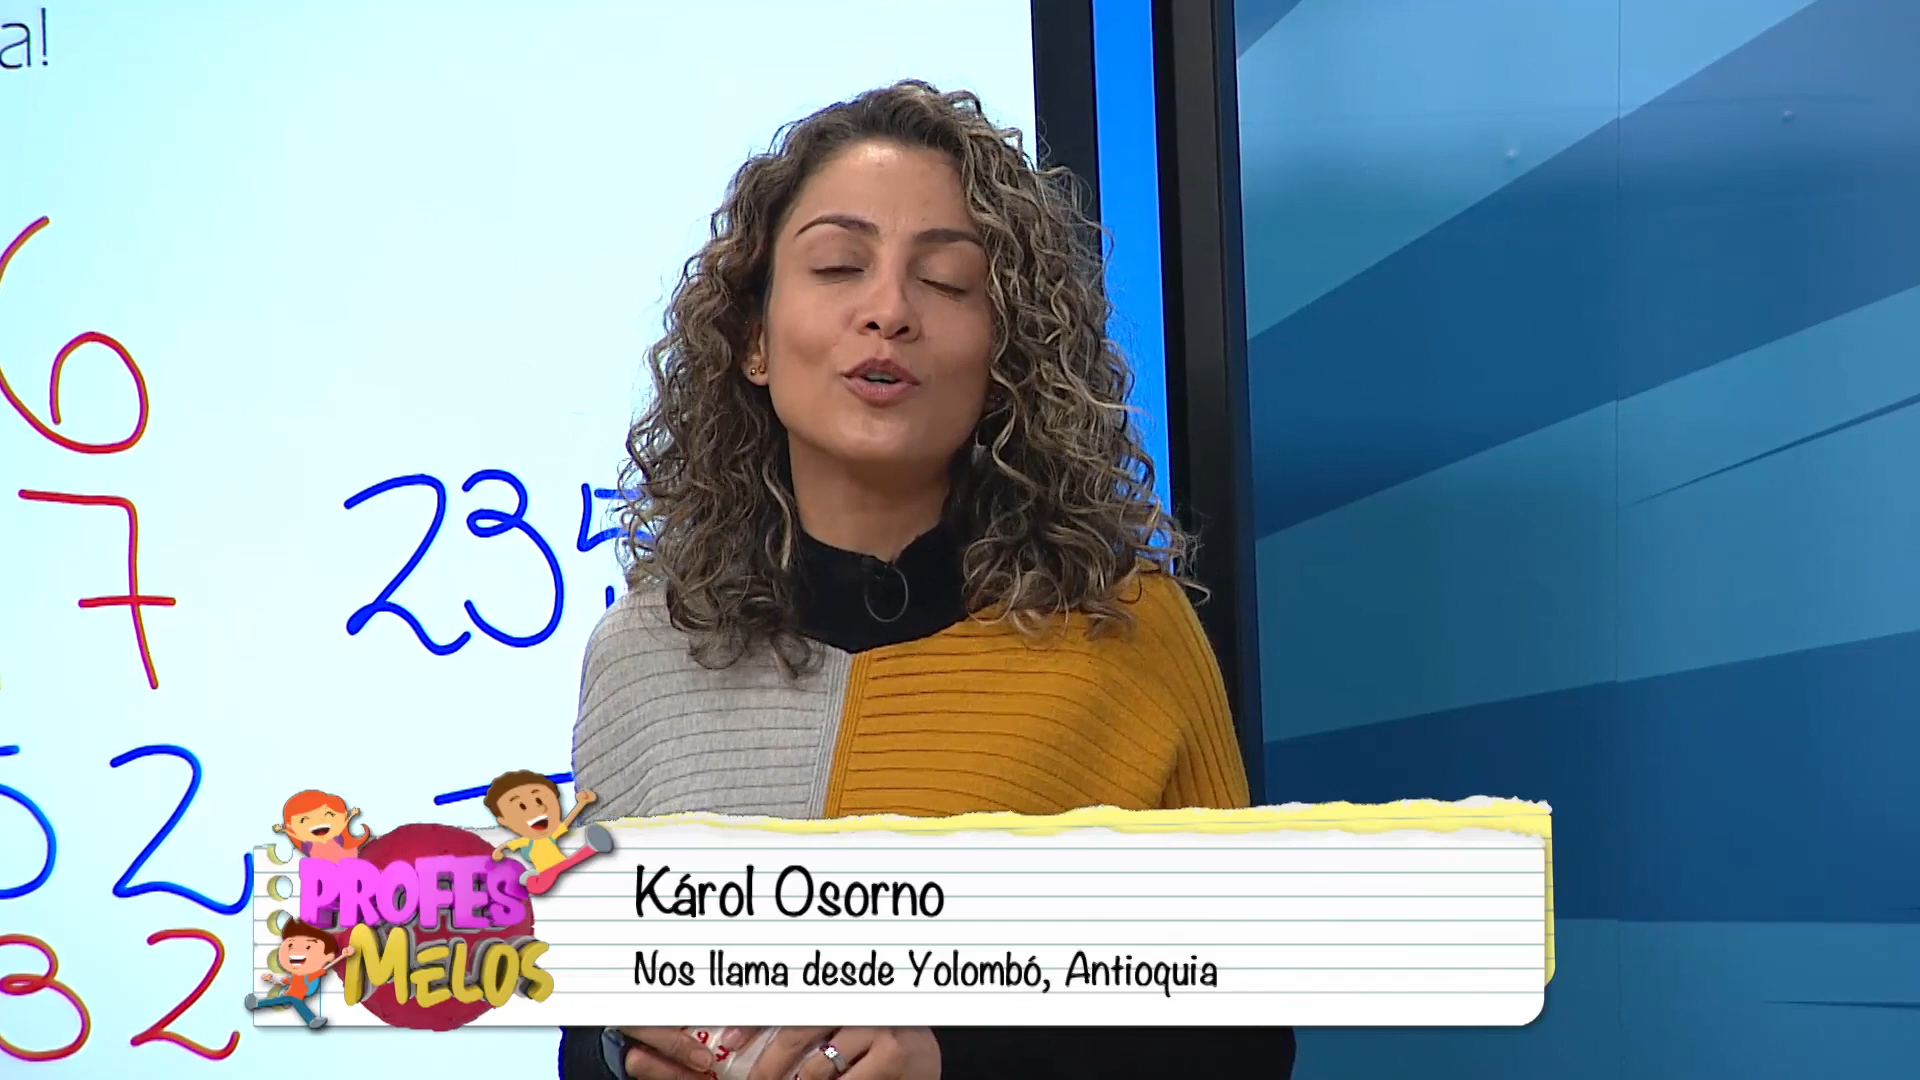 a!
6
7
235
52
32
PROFES
MELOS
Károl Osorno
Nos llama desde Yolombó, Antioquia